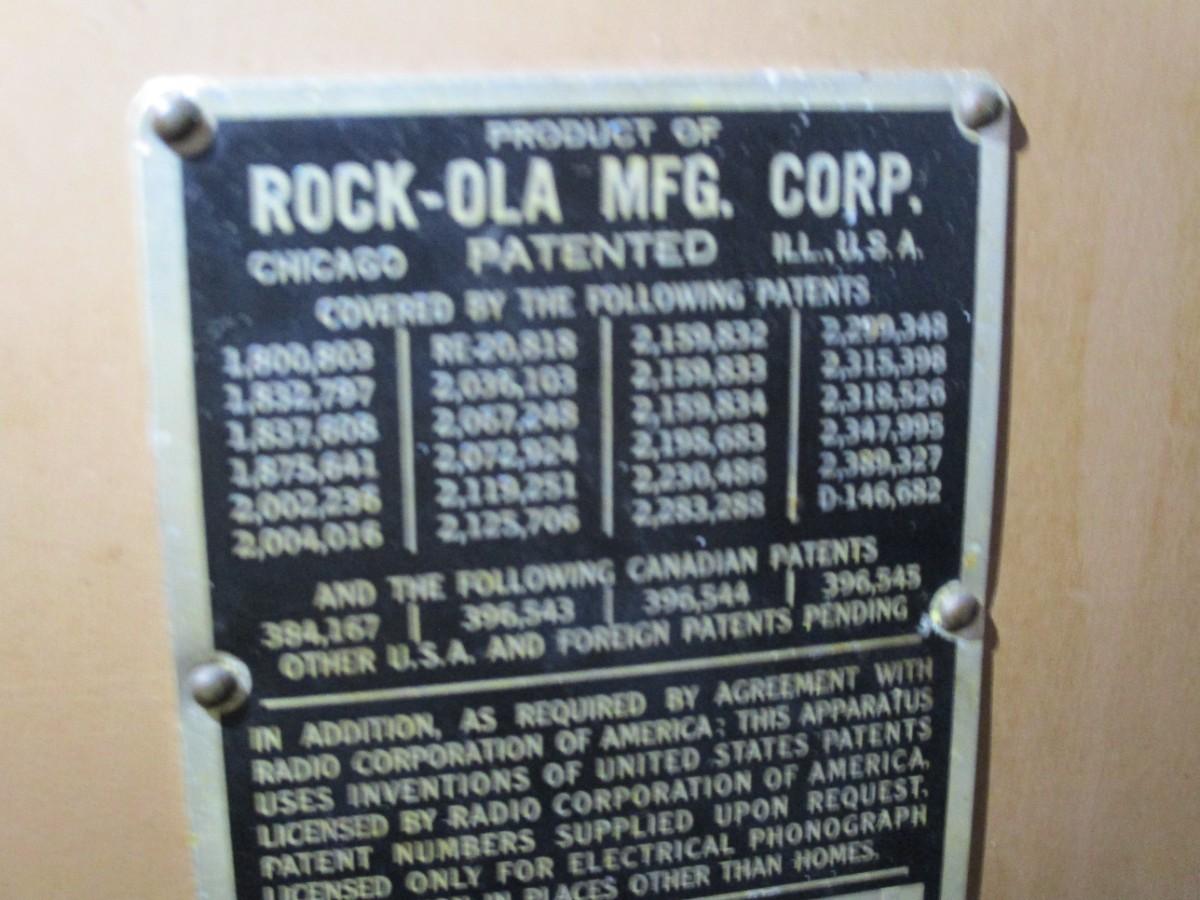 PRODUCT OF
ROCK-OLA MFG. CORP.
CHICAGO PATENTED ILL., U.S.A.
COVERED BY THE FOLLOWING PATENTS
1,800,803 RE-20,818 2,159,832 2,299,348
1,832,797 2,036,103 2,159,833 2,315,398
1,837,608 2,067,248 2,159,834 2,318,526
1,875,641 2,072,924 2,198,683 2,347,995
2,002,236 2,119,251 2,230,486 2,389,327
2,004,016 2,125,706 2,283,288 D-146,682
AND THE FOLLOWING CANADIAN PATENTS
384,167 396,543 396,544 396,545
OTHER U.S.A. AND FOREIGN PATENTS PENDING
IN ADDITION, AS REQUIRED BY AGREEMENT WITH
RADIO CORPORATION OF AMERICA: THIS APPARATUS
USES INVENTIONS OF UNITED STATES PATENTS
LICENSED BY RADIO CORPORATION OF AMERICA.
PATENT NUMBERS SUPPLIED UPON REQUEST.
LICENSED ONLY FOR ELECTRICAL PHONOGRAPH
IN PLACES OTHER THAN HOMES.